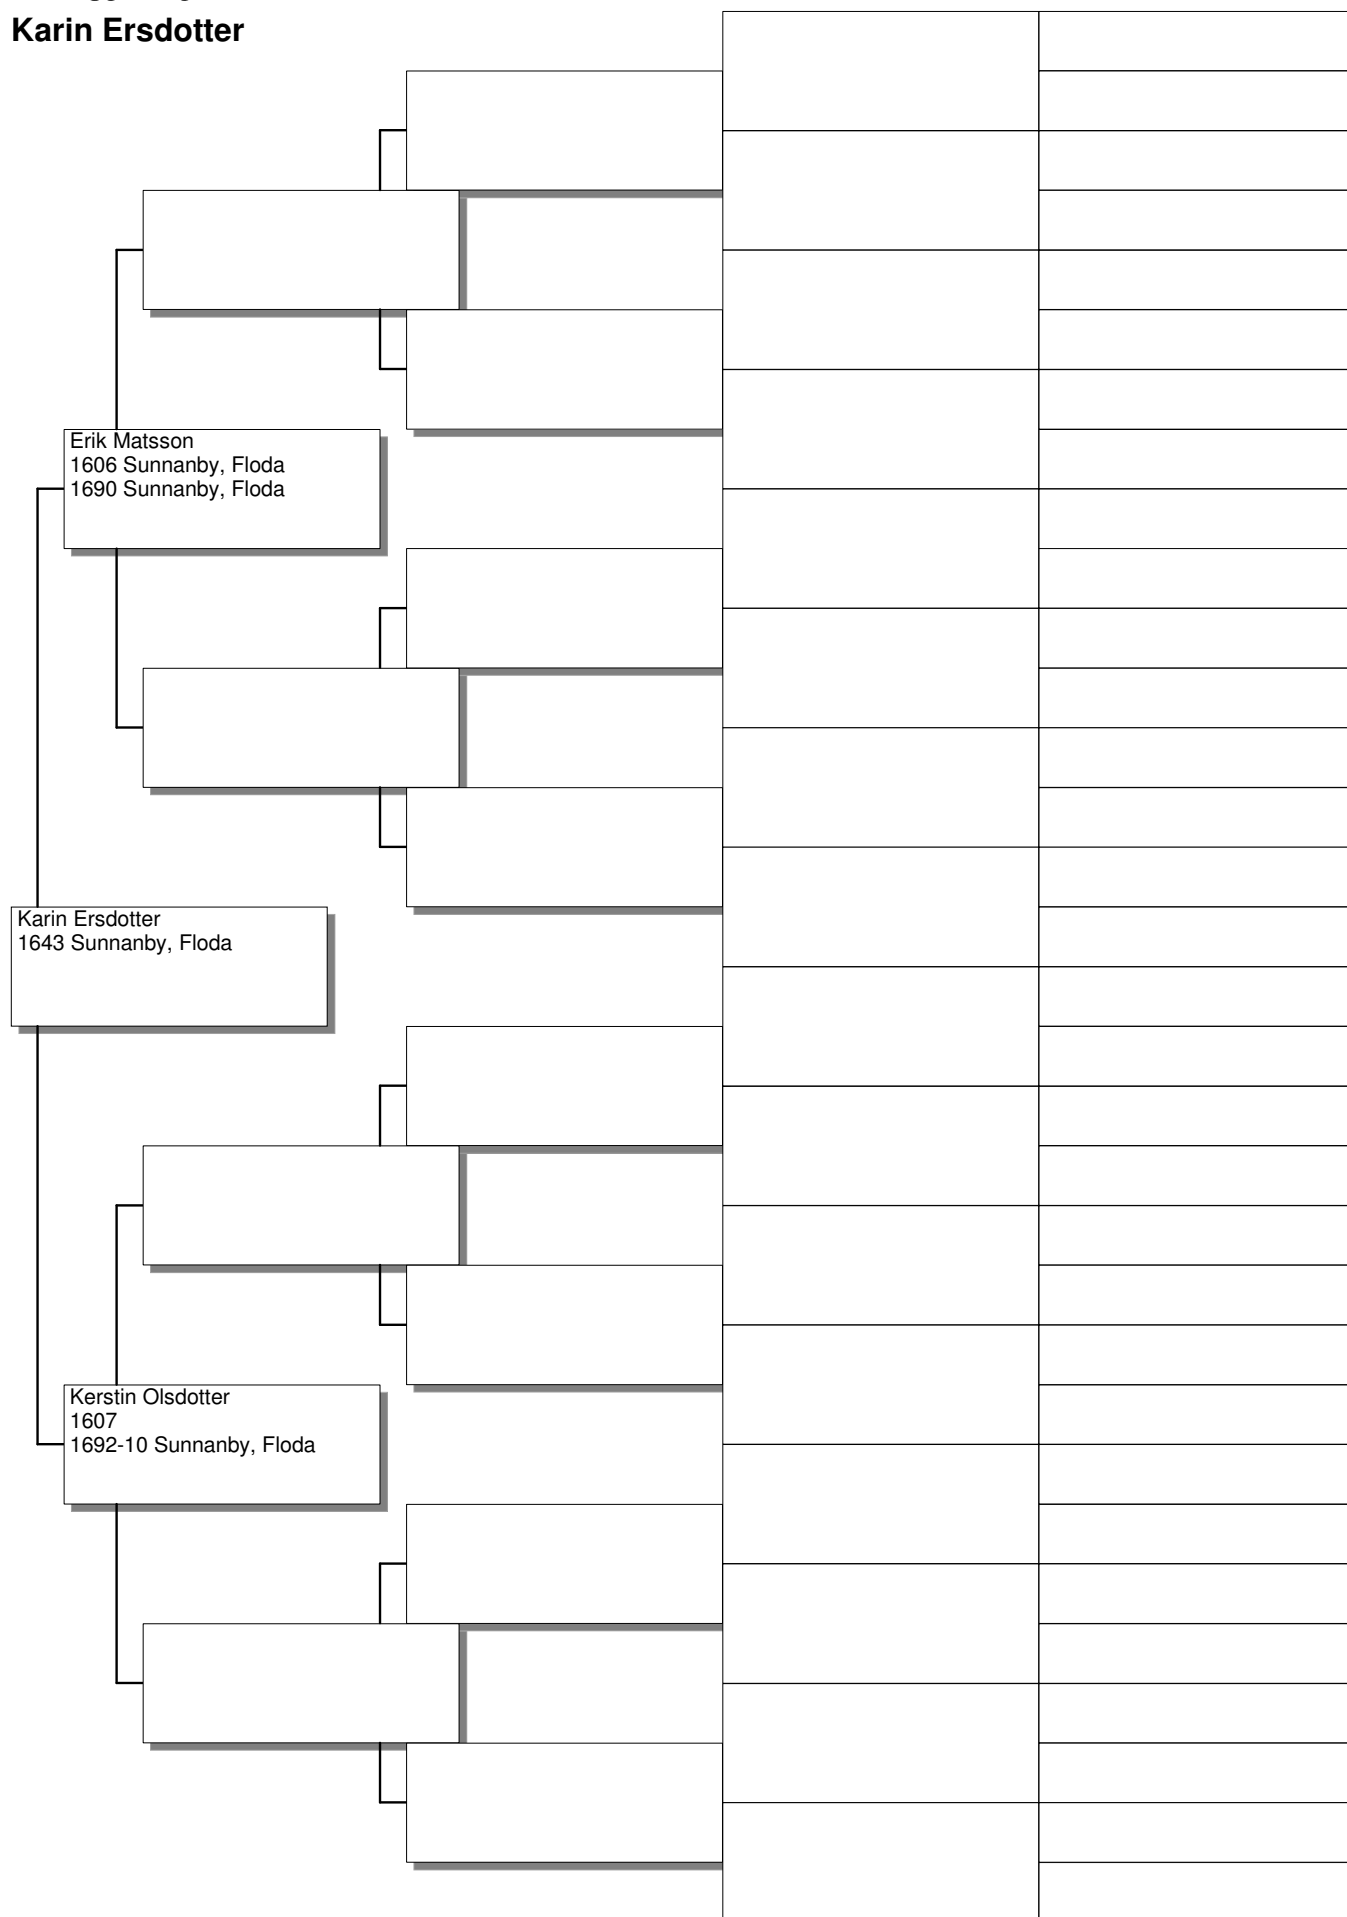 Karin Ersdotter
Erik Matsson
1606 Sunnanby, Floda
1690 Sunnanby, Floda
Karin Ersdotter
1643 Sunnanby, Floda
Kerstin Olsdotter
1607
1692-10 Sunnanby, Floda